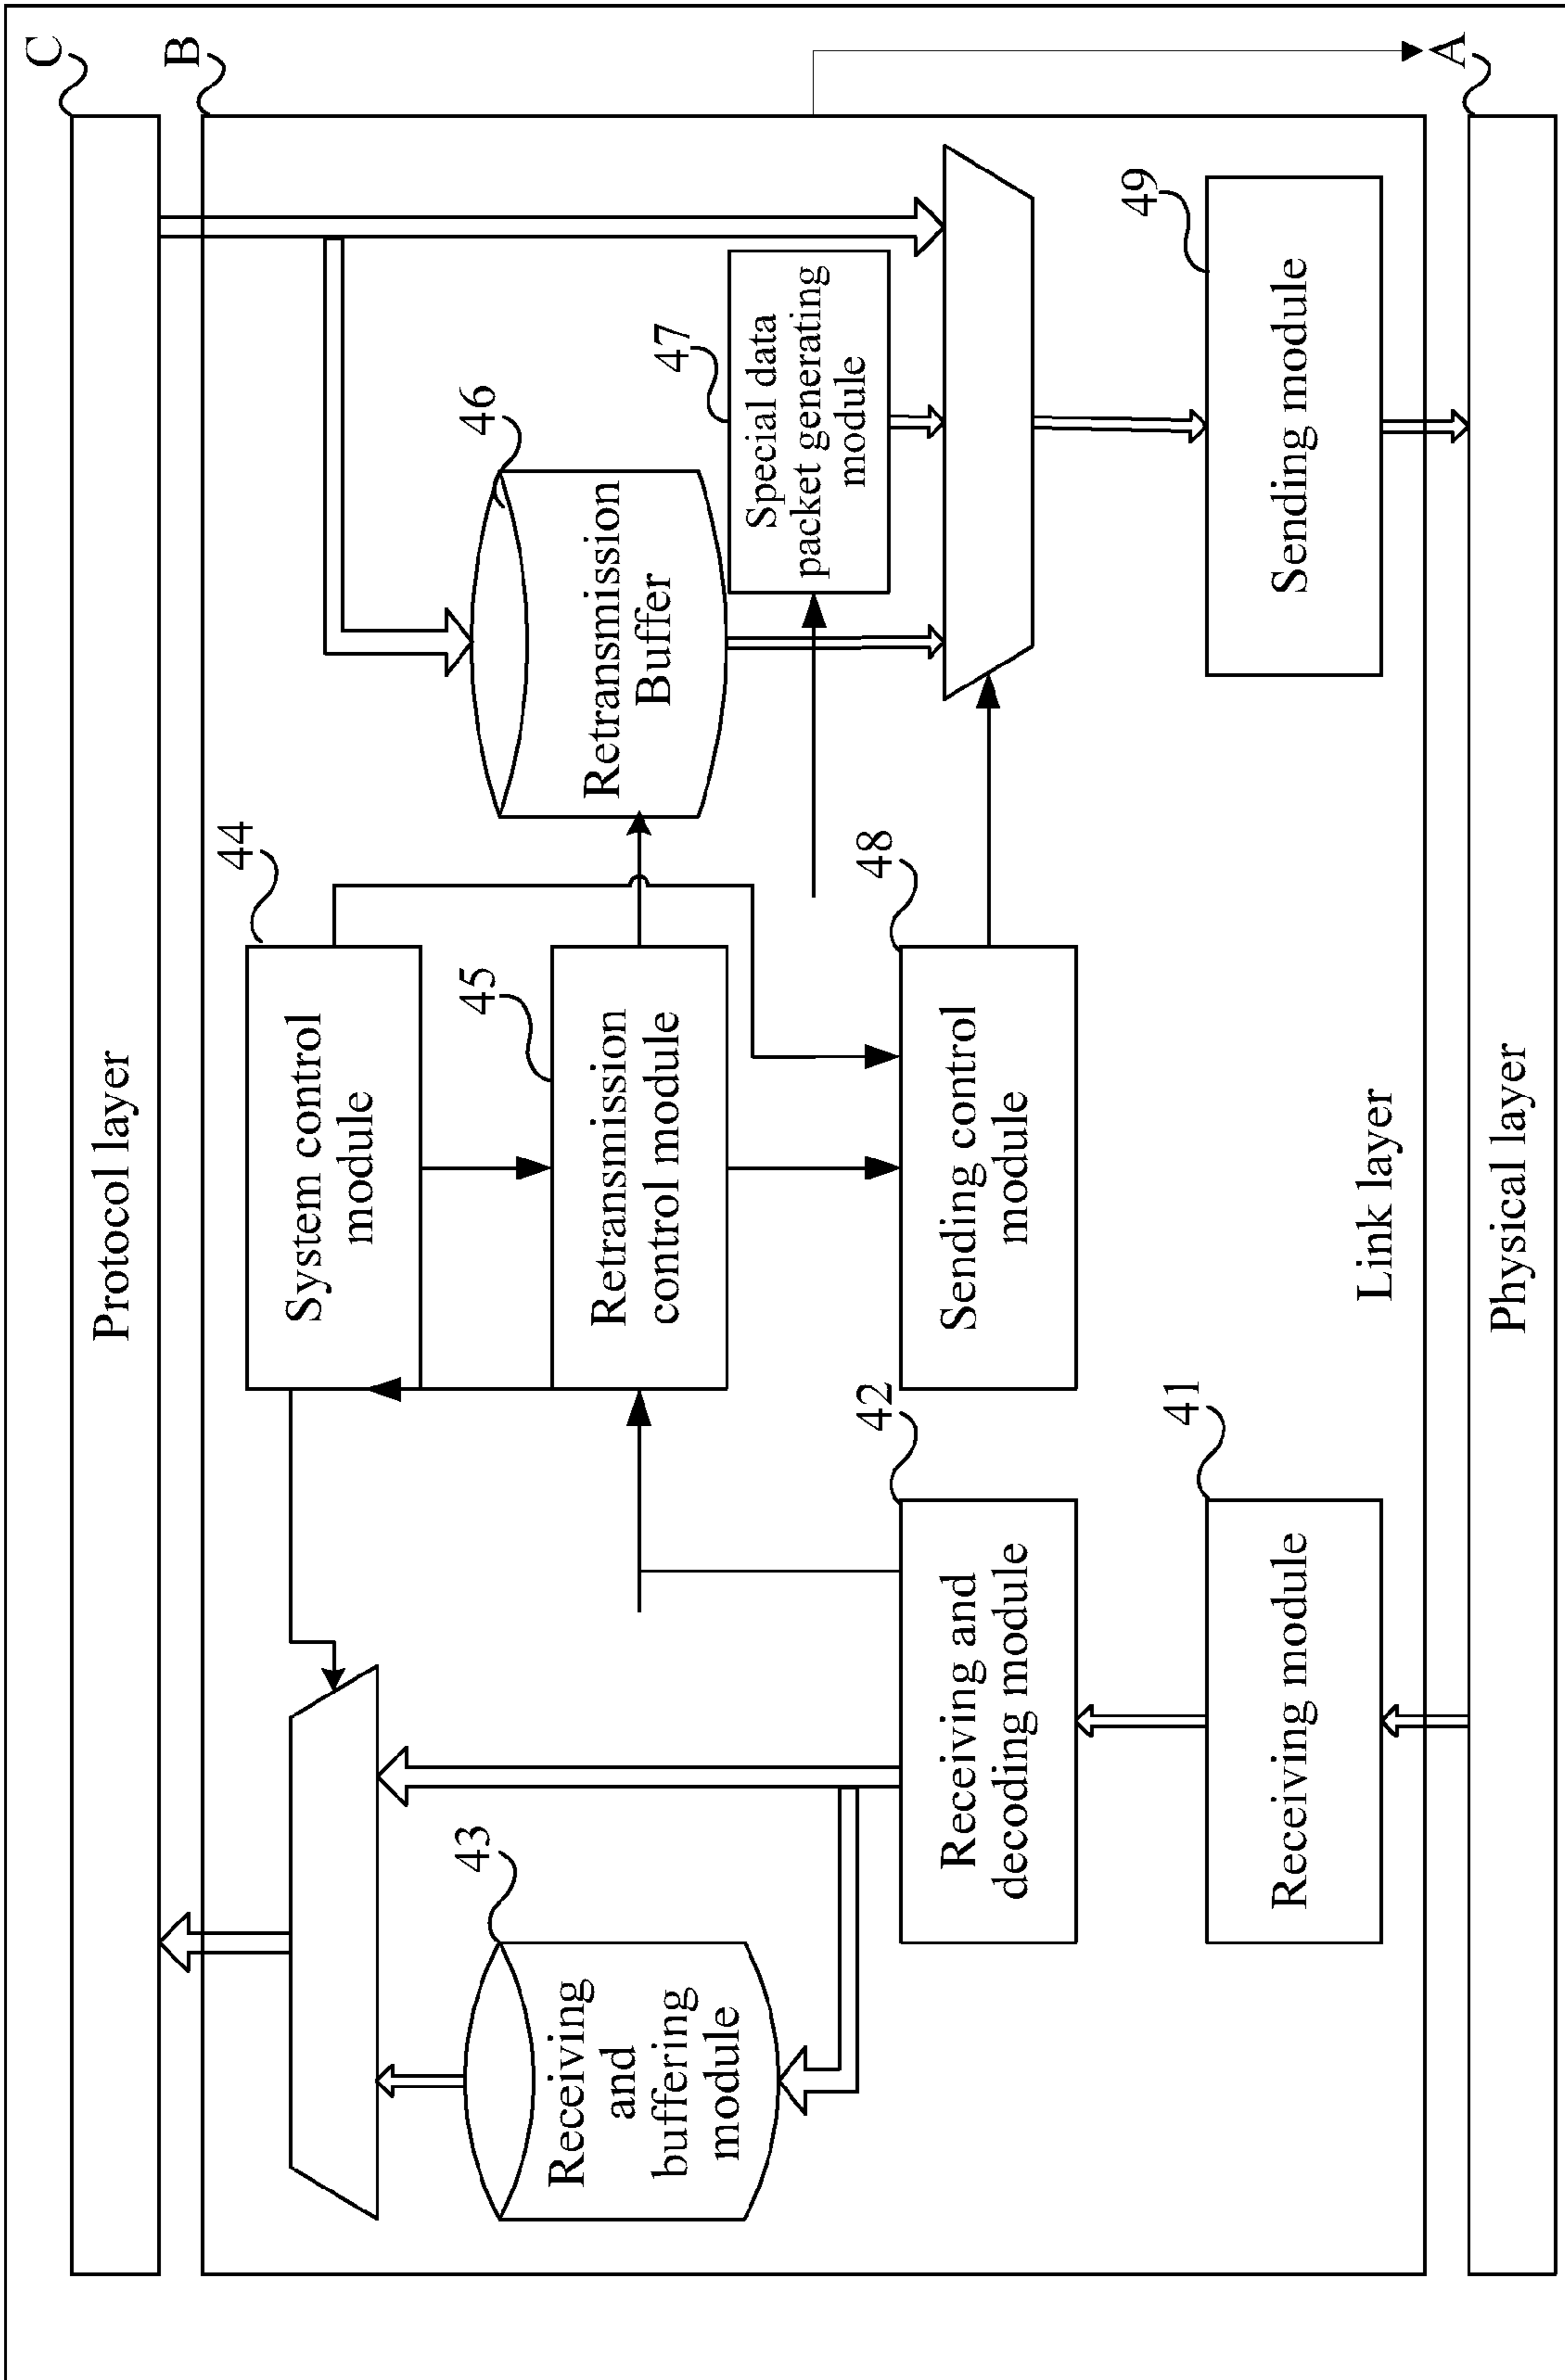 C
Protocol layer
B
44
System control
module
46
Retransmission
Buffer
45
Retransmission
control module
43
Receiving
and
buffering
module
47
Special data
packet generating
module
48
Sending control
module
42
Receiving and
decoding module
49
Sending module
41
Receiving module
Link layer
A
Physical layer